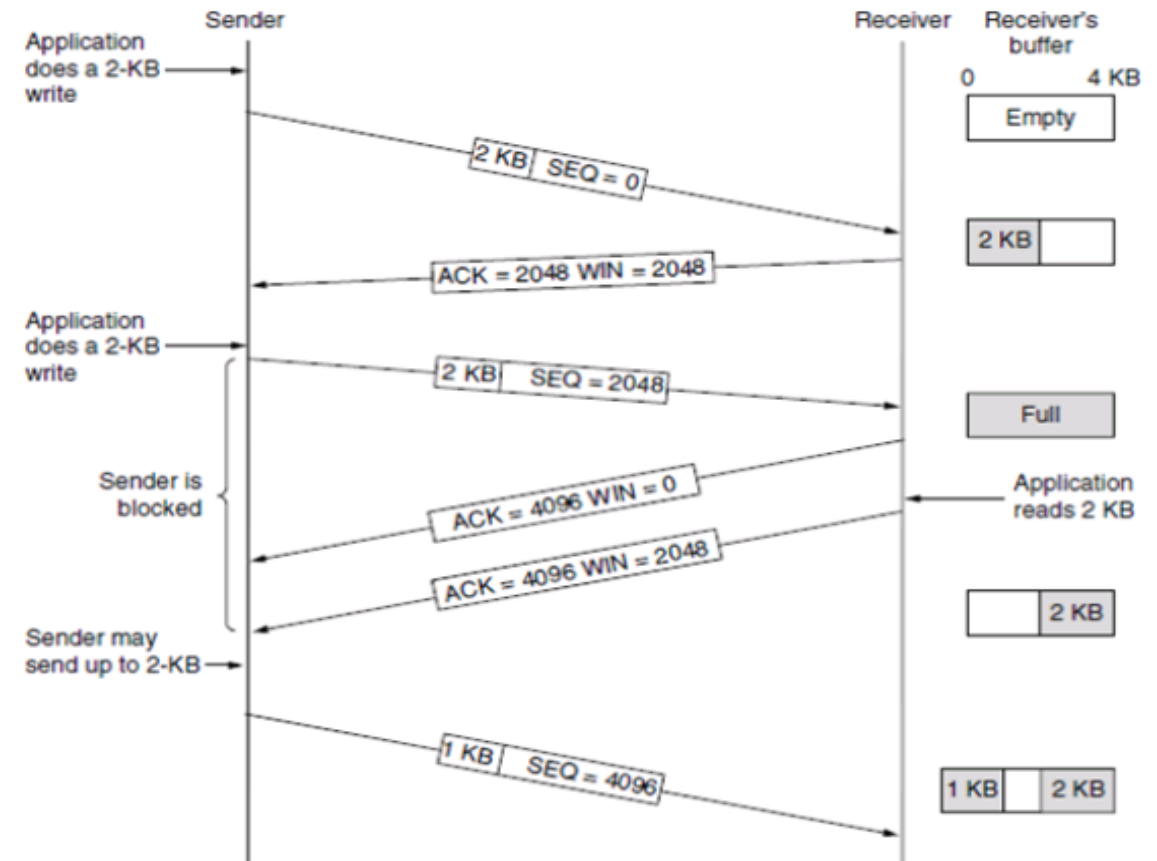 Sender
Receiver
Receiver's
buffer
Application
does a 2-KB
write
0
4 KB
Empty
2 KB SEQ = 0
2 KB
ACK = 2048 WIN = 2048
Application
does a 2-KB
write
2 KB SEQ = 2048
Full
Sender is
blocked
ACK = 4096 WIN = 0
Application
reads 2 KB
ACK = 4096 WIN = 2048
2 KB
Sender may
send up to 2-KB
1 KB SEQ = 4096
1 KB 2 KB